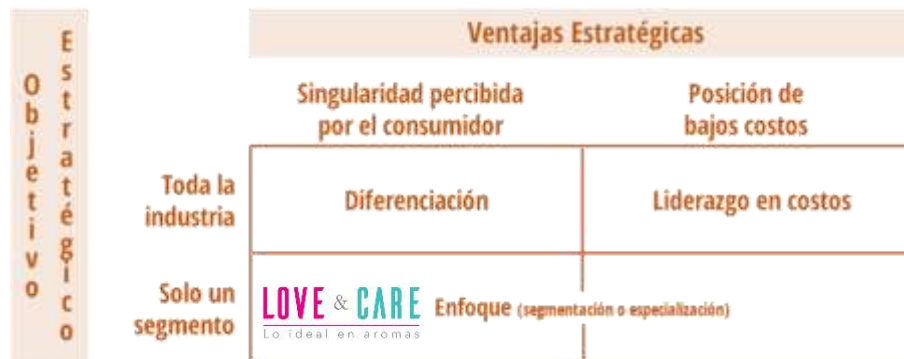 Objetivo
Estratégico
Ventajas Estratégicas
Singularidad percibida
por el consumidor
Posición de
bajos costos
Toda la
industria
Diferenciación
Liderazgo en costos
Solo un
segmento
LOVE & CARE
Lo ideal en aromas
Enfoque (segmentación o especialización)